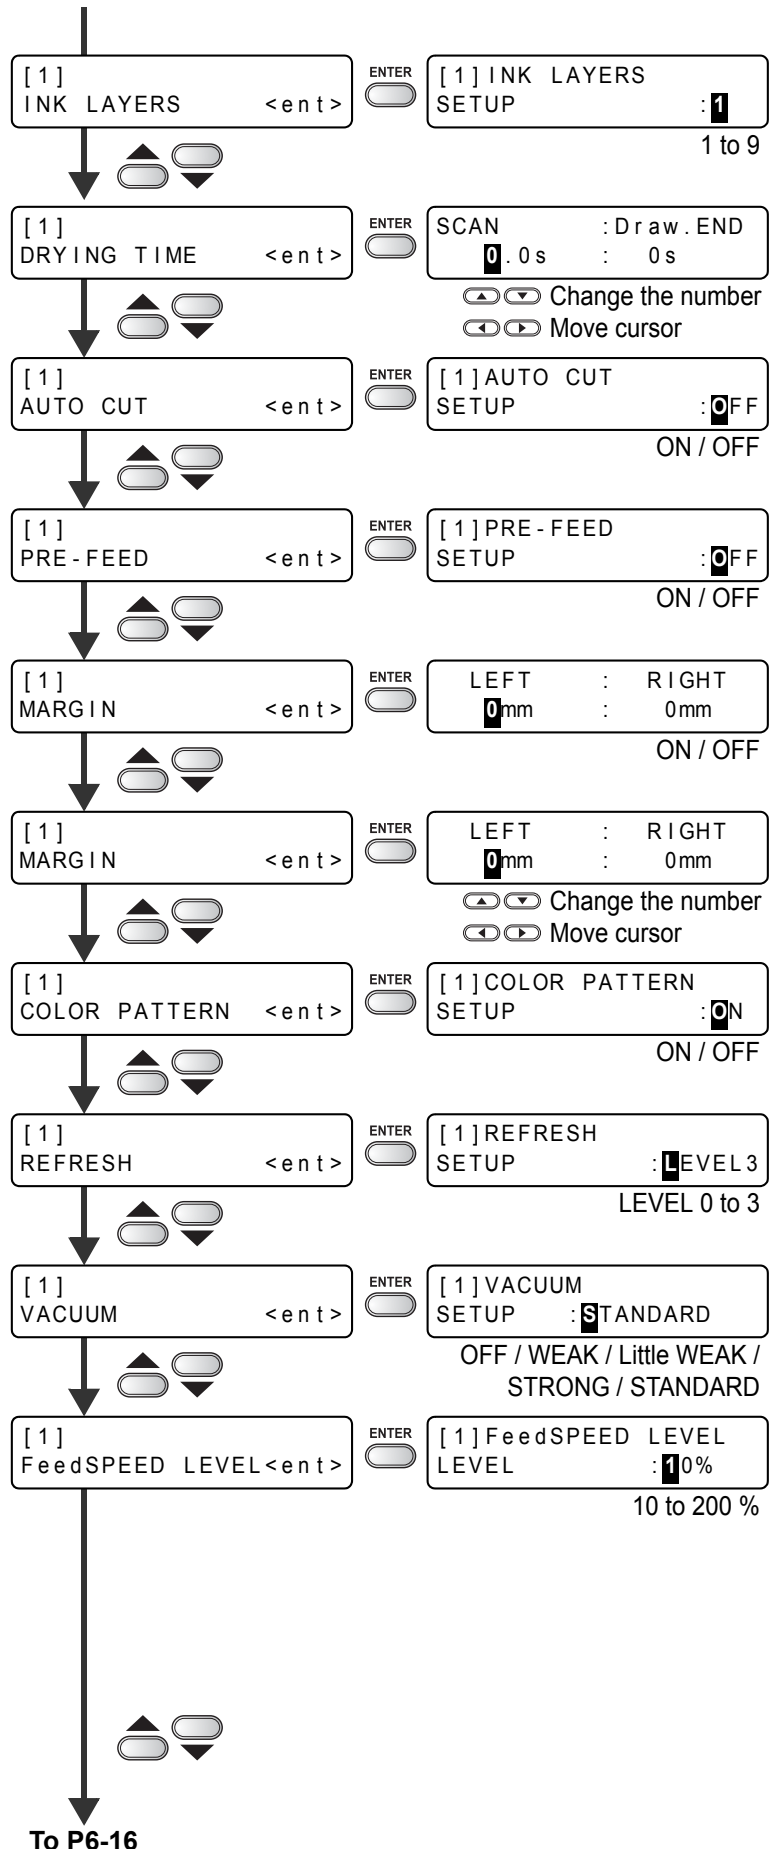 [1]
INK LAYERS <ent>
ENTER
[1]INK LAYERS
SETUP :1
1 to 9
[1]
DRYING TIME <ent>
ENTER
SCAN :Draw.END
0.0s : 0s
Change the number
Move cursor
[1]
AUTO CUT <ent>
ENTER
[1]AUTO CUT
SETUP :OFF
ON / OFF
[1]
PRE-FEED <ent>
ENTER
[1]PRE-FEED
SETUP :OFF
ON / OFF
[1]
MARGIN <ent>
ENTER
LEFT : RIGHT
0mm : 0mm
ON / OFF
[1]
MARGIN <ent>
ENTER
LEFT : RIGHT
0mm : 0mm
Change the number
Move cursor
[1]
COLOR PATTERN <ent>
ENTER
[1]COLOR PATTERN
SETUP :ON
ON / OFF
[1]
REFRESH <ent>
ENTER
[1]REFRESH
SETUP :LEVEL3
LEVEL 0 to 3
[1]
VACUUM <ent>
ENTER
[1]VACUUM
SETUP :STANDARD
OFF / WEAK / Little WEAK /
STRONG / STANDARD
[1]
FeedSPEED LEVEL<ent>
ENTER
[1]FeedSPEED LEVEL
LEVEL :10%
10 to 200 %
To P6-16